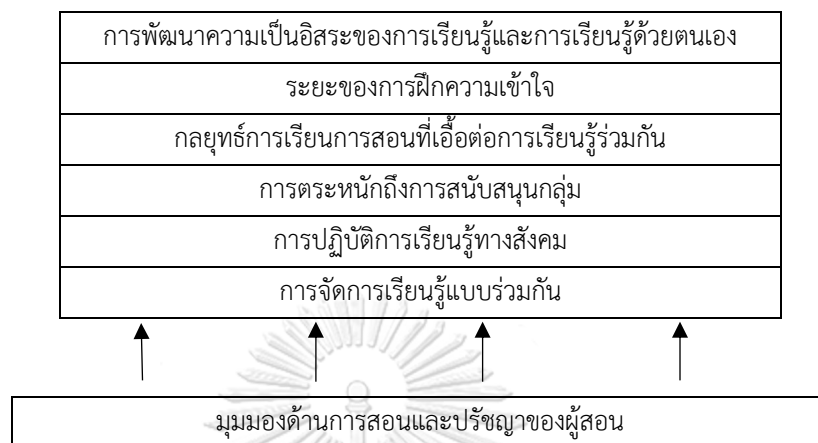 การพัฒนาความเป็นอิสระของการเรียนรู้และการเรียนรู้ด้วยตนเอง
ระยะของการฝึกความเข้าใจ
กลยุทธ์การเรียนการสอนที่เอื้อต่อการเรียนรู้ร่วมกัน
การตระหนักถึงการสนับสนุนกลุ่ม
การปฏิบัติการเรียนรู้ทางสังคม
การจัดการเรียนรู้แบบร่วมกัน
มุมมองด้านการสอนและปรัชญาของผู้สอน